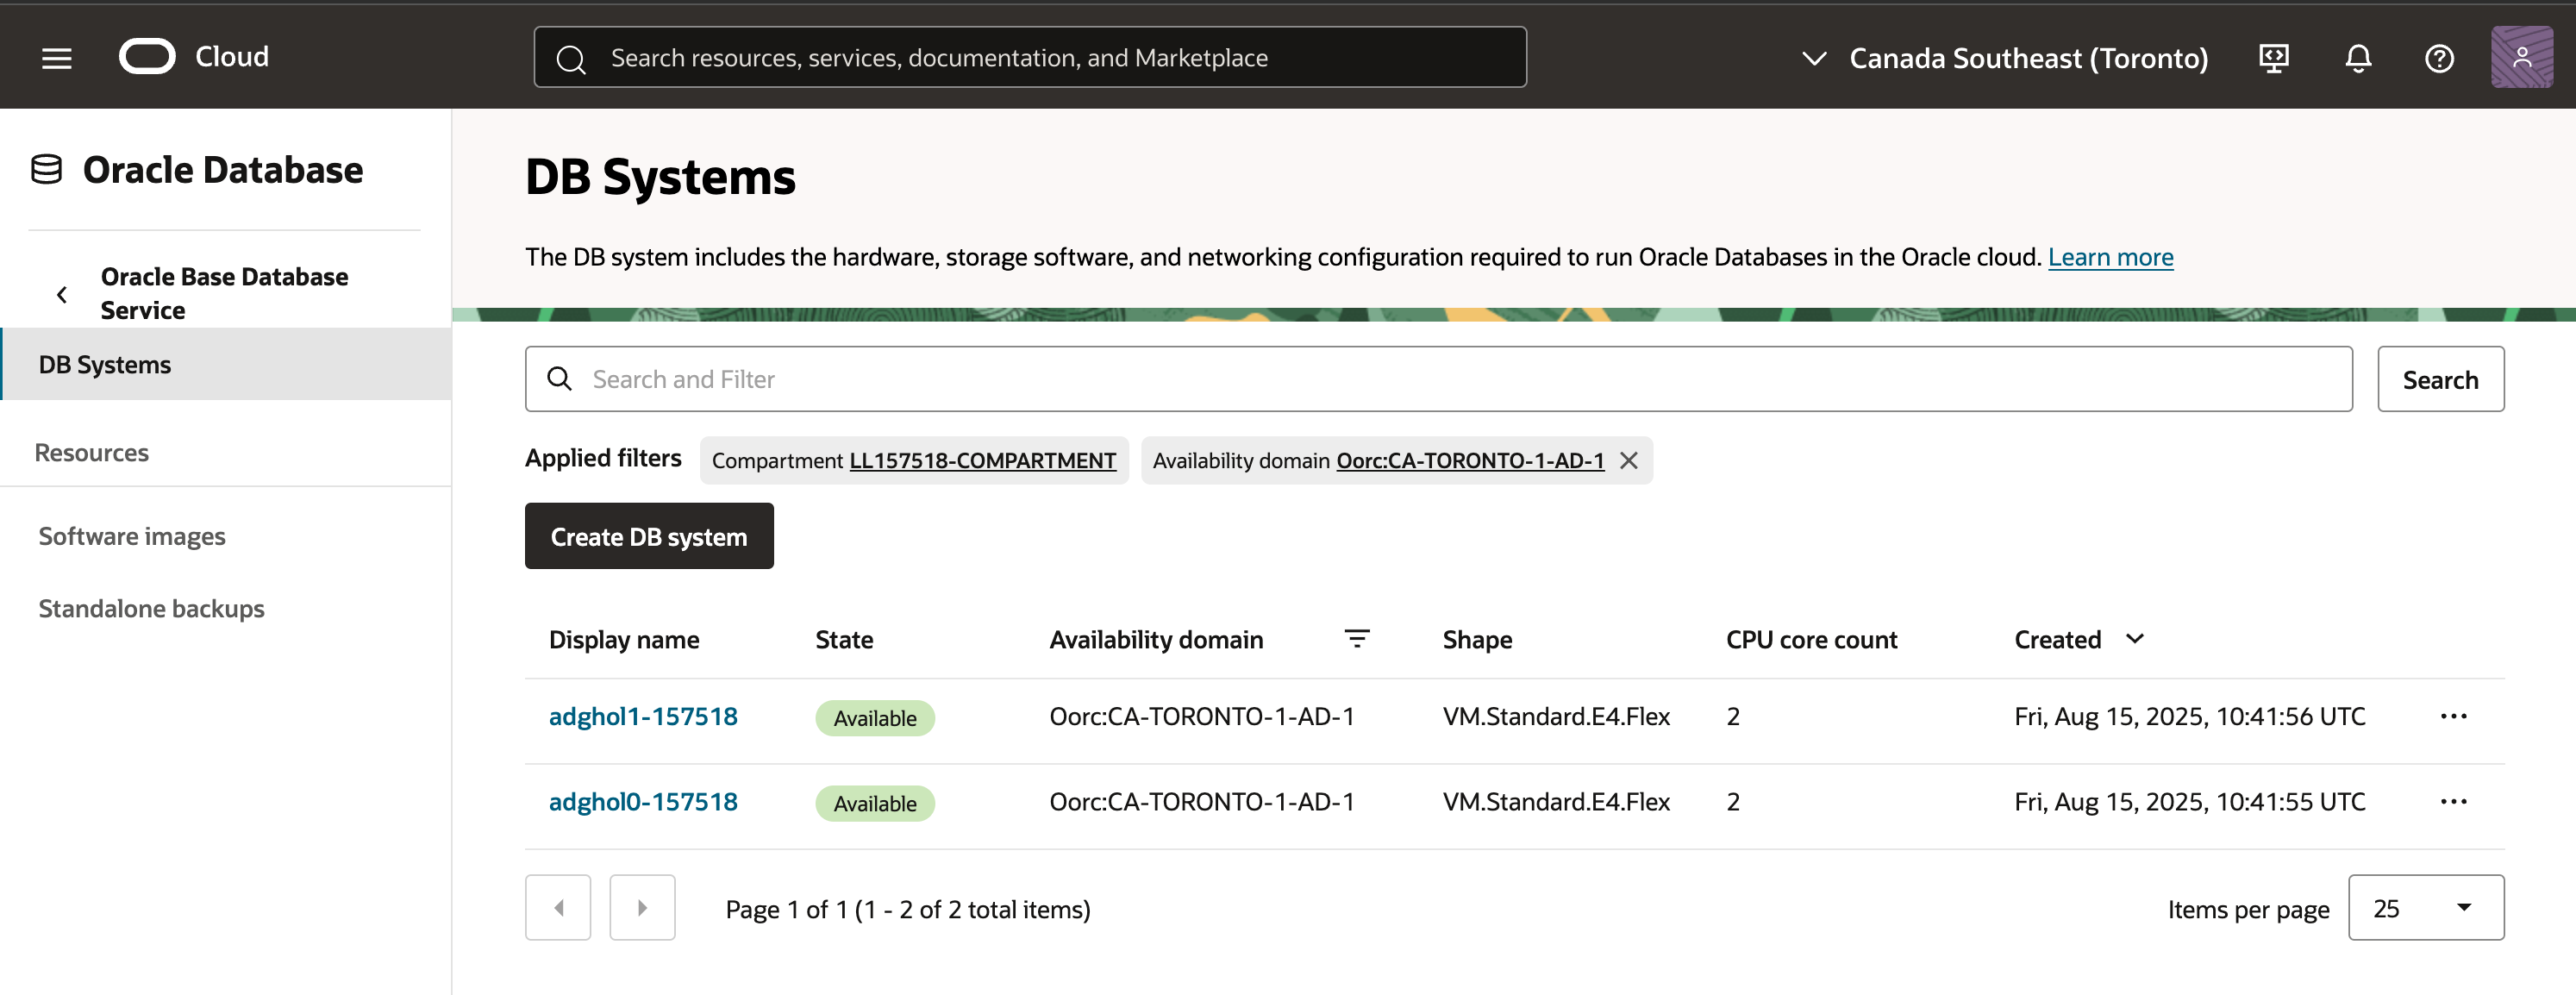 Cloud
Search resources, services, documentation, and Marketplace
Canada Southeast (Toronto)
Oracle Database
Oracle Base Database
Service
DB Systems
Resources
Software images
Standalone backups
DB Systems
The DB system includes the hardware, storage software, and networking configuration required to run Oracle Databases in the Oracle cloud. Learn more
Search and Filter
Search
Applied filters Compartment LL157518-COMPARTMENT Availability domain Oorc:CA-TORONTO-1-AD-1
Create DB system
Display name State Availability domain Shape CPU core count Created
adghol1-157518 Available Oorc:CA-TORONTO-1-AD-1 VM.Standard.E4.Flex 2 Fri, Aug 15, 2025, 10:41:56 UTC
adghol0-157518 Available Oorc:CA-TORONTO-1-AD-1 VM.Standard.E4.Flex 2 Fri, Aug 15, 2025, 10:41:55 UTC
Page 1 of 1 (1 - 2 of 2 total items)
Items per page 25